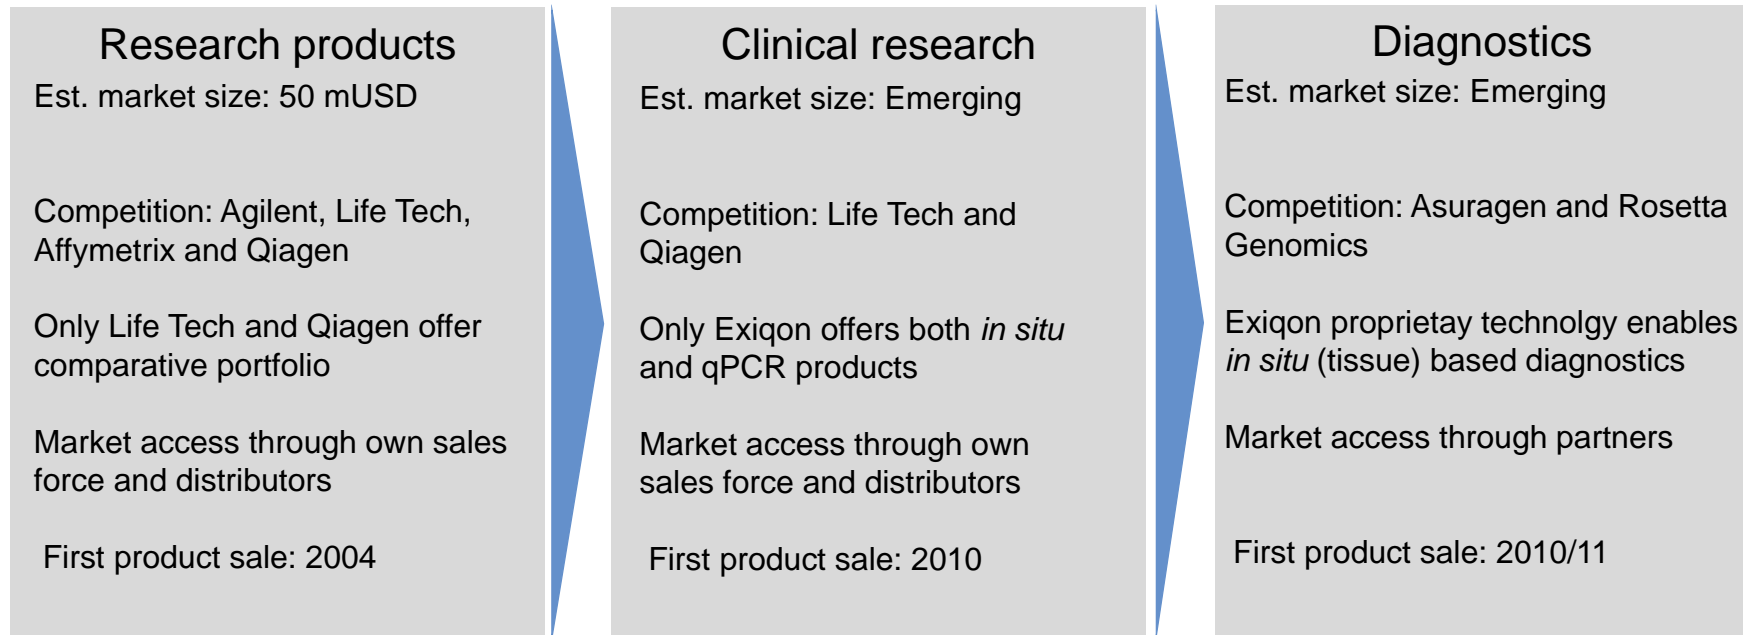 Research products
Est. market size: 50 mUSD
Competition: Agilent, Life Tech,
Affymetrix and Qiagen
Only Life Tech and Qiagen offer
comparative portfolio
Market access through own sales
force and distributors
First product sale: 2004
Clinical research
Est. market size: Emerging
Competition: Life Tech and
Qiagen
Only Exiqon offers both in situ
and qPCR products
Market access through own
sales force and distributors
First product sale: 2010
Diagnostics
Est. market size: Emerging
Competition: Asuragen and Rosetta
Genomics
Exiqon proprietay technolgy enables
in situ (tissue) based diagnostics
Market access through partners
First product sale: 2010/11